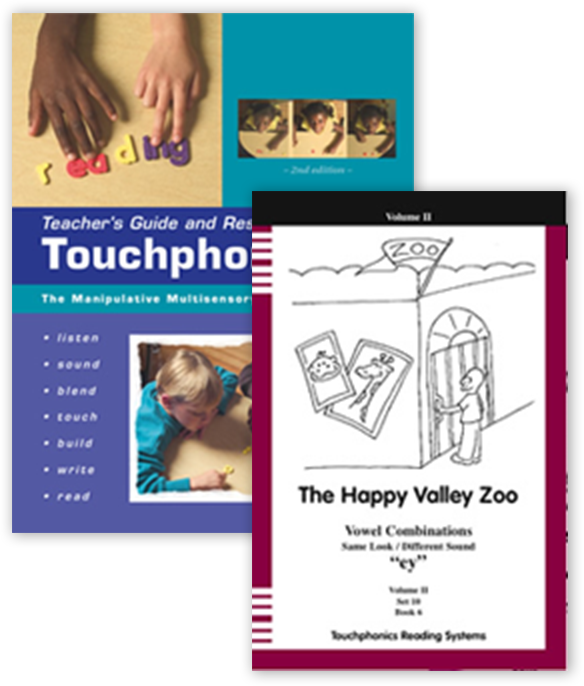 reading
– 2nd edition –
Teacher's Guide and Res
Touchpho
The Manipulative Multisensory
• listen
• sound
• blend
• touch
• build
• write
• read
Volume II
ZOO
The Happy Valley Zoo
Vowel Combinations
Same Look / Different Sound
“ey”
Volume II
Set 10
Book 6
Touchphonics Reading Systems